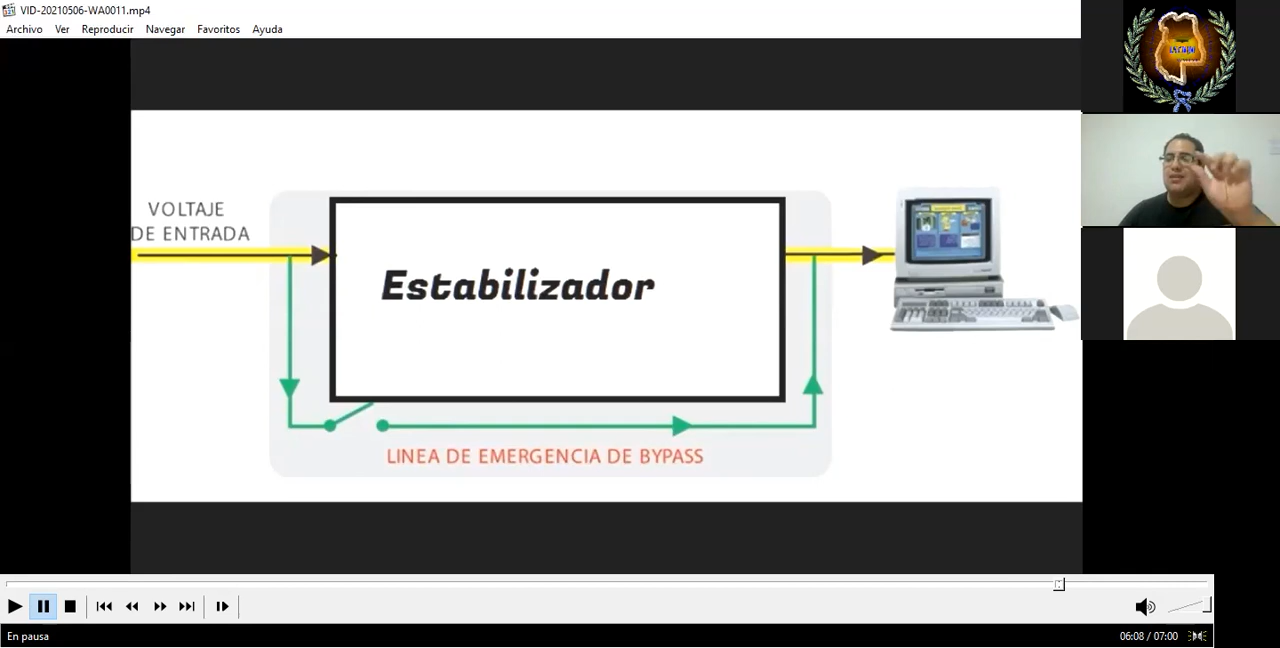 VID-20210506-WA0011.mp4
Archivo Ver Reproducir Navegar Favoritos Ayuda
VOLTAJE
DE ENTRADA
Estabilizador
LINEA DE EMERGENCIA DE BYPASS
En pausa
06:08 / 07:00